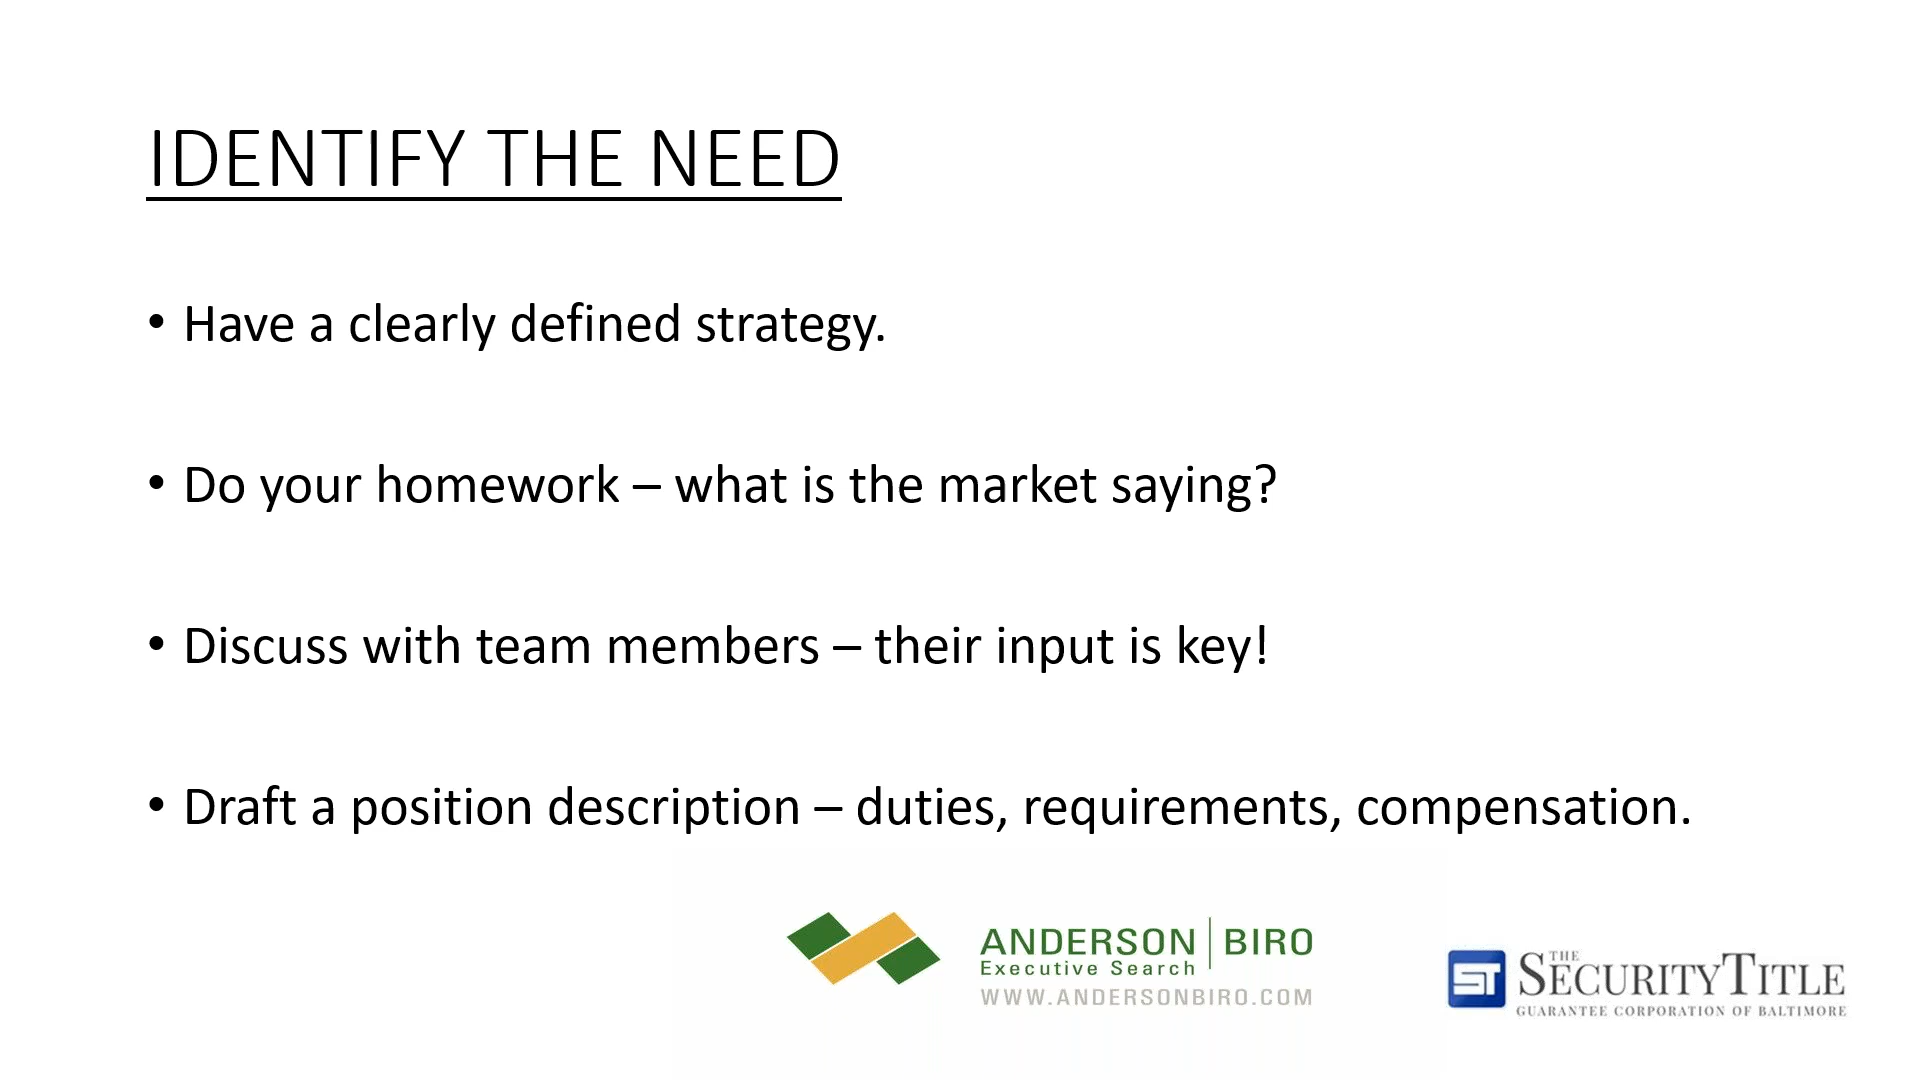 IDENTIFY THE NEED
• Have a clearly defined strategy.
• Do your homework – what is the market saying?
• Discuss with team members – their input is key!
• Draft a position description – duties, requirements, compensation.
ANDERSON | BIRO
Executive Search
WWW.ANDERSONBIRO.COM
ST THE SECURITYTITLE
GUARANTEE CORPORATION OF BALTIMORE